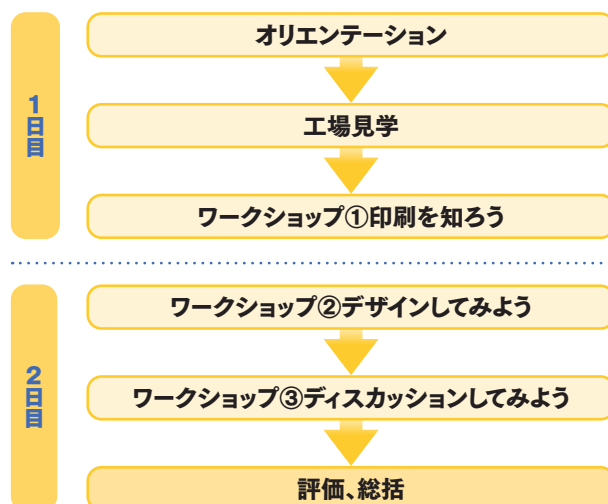 1日目
オリエンテーション
工場見学
ワークショップ①印刷を知ろう
2日目
ワークショップ②デザインしてみよう
ワークショップ③ディスカッションしてみよう
評価、総括